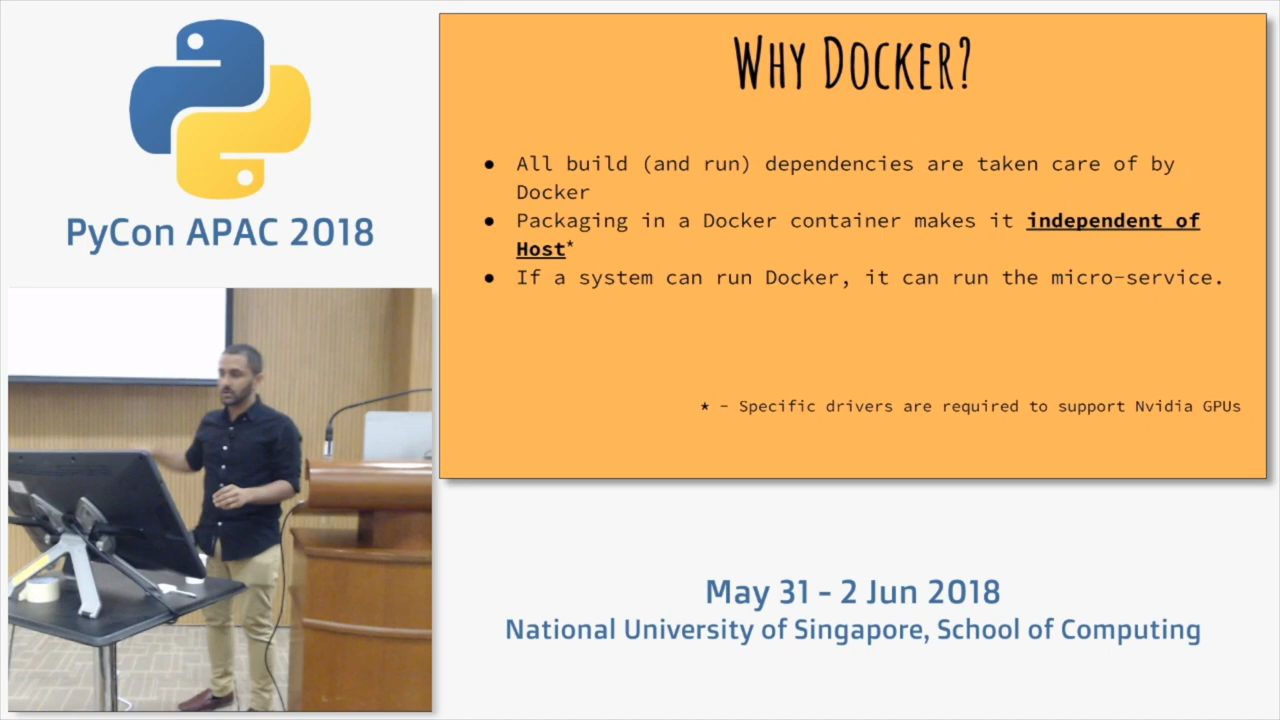 PyCon APAC 2018
WHY DOCKER?
● All build (and run) dependencies are taken care of by
Docker
● Packaging in a Docker container makes it independent of
Host*
● If a system can run Docker, it can run the micro-service.
* - Specific drivers are required to support Nvidia GPUs
May 31 - 2 Jun 2018
National University of Singapore, School of Computing